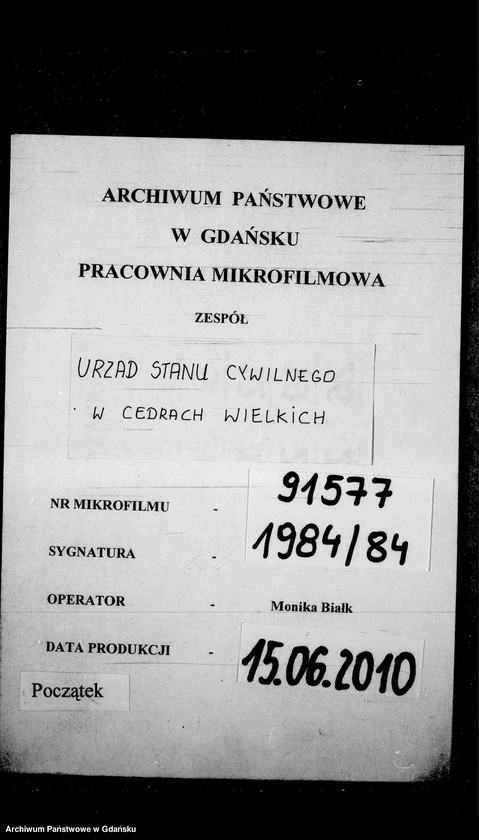 ARCHIWUM PAŃSTWOWE
W GDAŃSKU
PRACOWNIA MIKROFILMOWA
ZESPÓŁ
URZAD STANU CYWILNEGO
W CEDRACH WIELKICH
NR MIKROFILMU - 91577
SYGNATURA - 1984/84
OPERATOR - Monika Białk
DATA PRODUKCJI - 15.06.2010
Początek
Archiwum Państwowe w Gdańsku